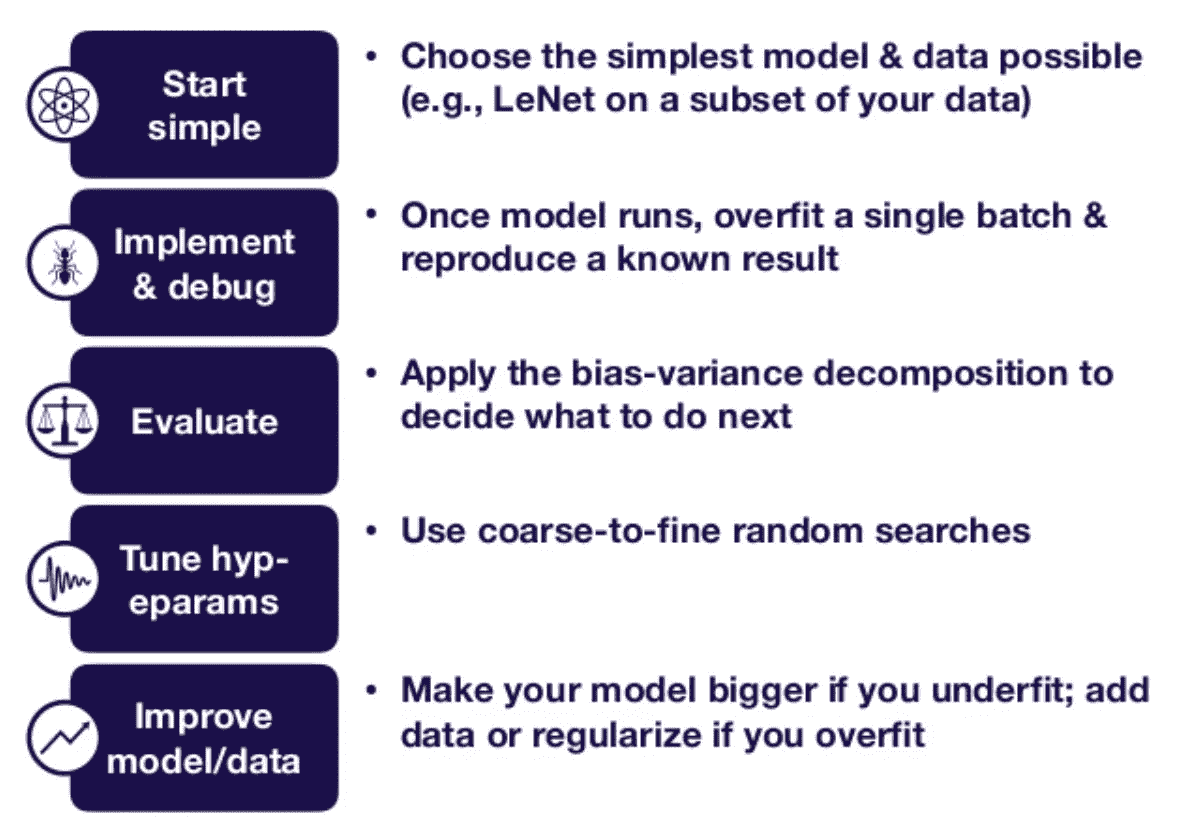 Start
simple
• Choose the simplest model & data possible
(e.g., LeNet on a subset of your data)
Implement
& debug
• Once model runs, overfit a single batch &
reproduce a known result
Evaluate
• Apply the bias-variance decomposition to
decide what to do next
Tune hyp-
eparams
• Use coarse-to-fine random searches
Improve
model/data
• Make your model bigger if you underfit; add
data or regularize if you overfit